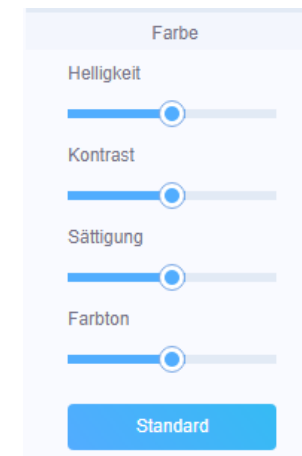 Farbe
Helligkeit
Kontrast
Sättigung
Farbton
Standard